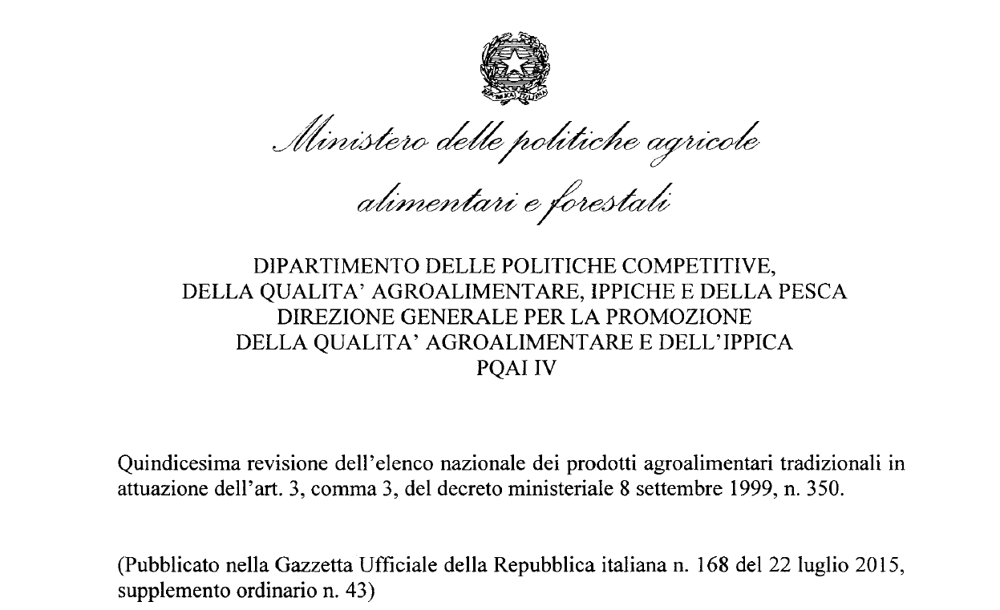 REPVBBLICA ITALIANA
Ministero delle politiche agricole
alimentari e forestali
DIPARTIMENTO DELLE POLITICHE COMPETITIVE,
DELLA QUALITA’ AGROALIMENTARE, IPPICHE E DELLA PESCA
DIREZIONE GENERALE PER LA PROMOZIONE
DELLA QUALITA’ AGROALIMENTARE E DELL’IPPICA
PQAI IV
Quindicesima revisione dell’elenco nazionale dei prodotti agroalimentari tradizionali in
attuazione dell’art. 3, comma 3, del decreto ministeriale 8 settembre 1999, n. 350.
(Pubblicato nella Gazzetta Ufficiale della Repubblica italiana n. 168 del 22 luglio 2015,
supplemento ordinario n. 43)